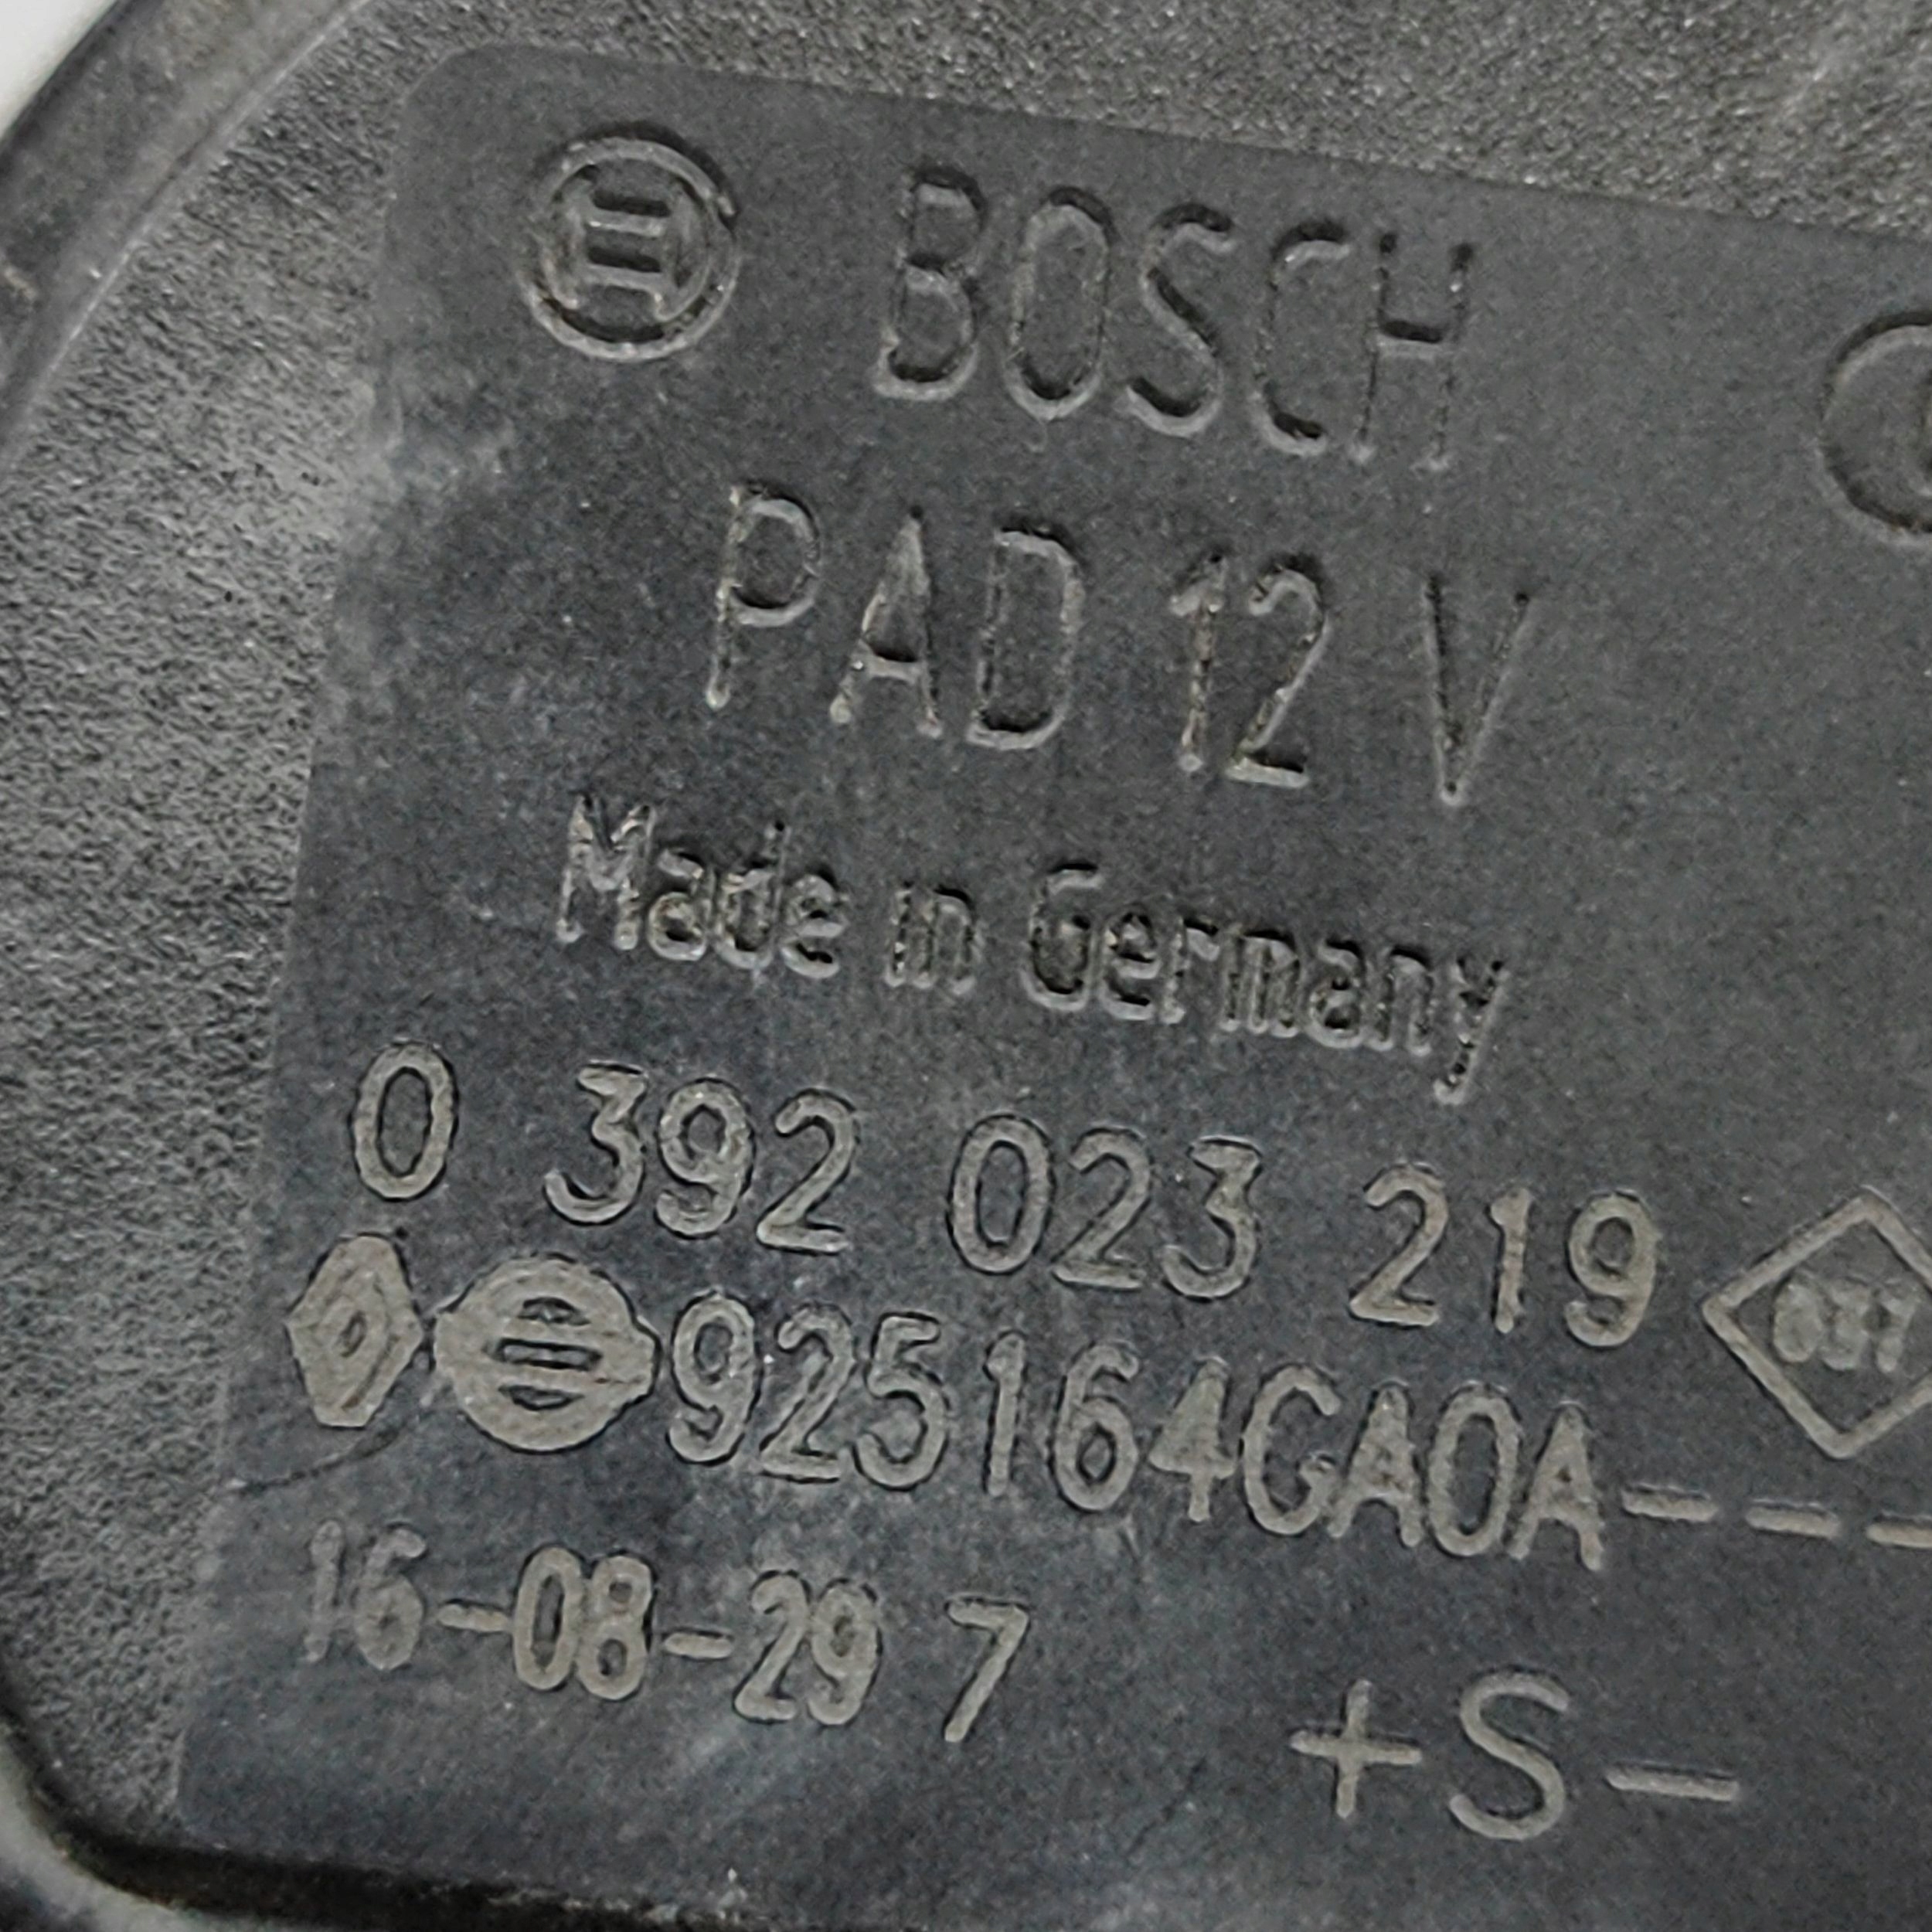 BOSCH
PAD 12 V
Made in Germany
0 392 023 219
925164GA0A---
16-08-29 7
+S-